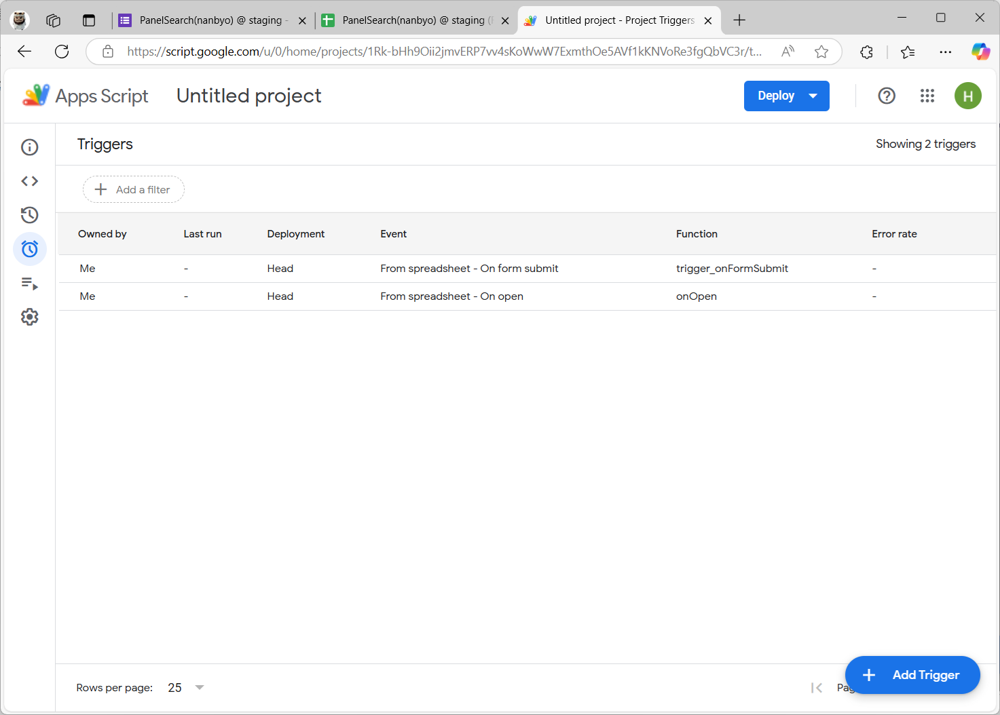 PanelSearch(nanbyo) @ staging -
PanelSearch(nanbyo) @ staging (
Untitled project - Project Triggers
https://script.google.com/u/0/home/projects/1Rk-bHh9Oii2jmvERP7vv4sKoWwW7ExmthOe5AVf1kKNVoRe3fgQbVC3r/t...
Apps Script
Untitled project
Deploy
H
Triggers
Showing 2 triggers
Add a filter
Owned by Last run Deployment Event Function Error rate
Me - Head From spreadsheet - On form submit trigger_onFormSubmit -
Me - Head From spreadsheet - On open onOpen -
Rows per page: 25
Add Trigger